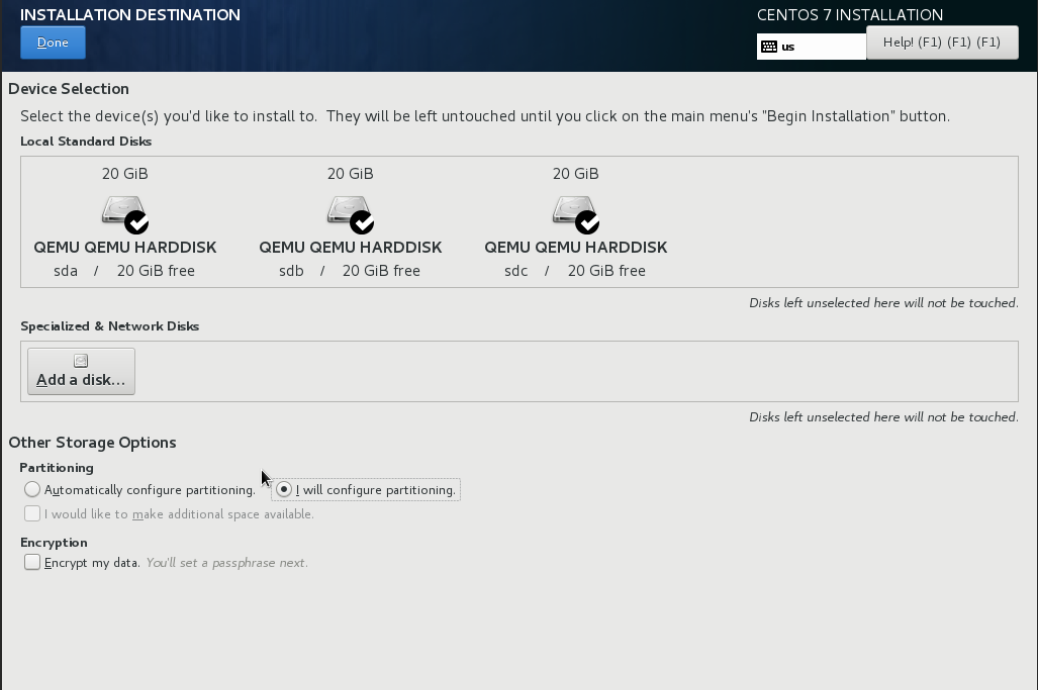 INSTALLATION DESTINATION
CENTOS 7 INSTALLATION
Done
us
Help! (F1) (F1) (F1)
Device Selection
Select the device(s) you'd like to install to.  They will be left untouched until you click on the main menu's "Begin Installation" button.
Local Standard Disks
20 GiB 20 GiB 20 GiB
QEMU QEMU HARDDISK QEMU QEMU HARDDISK QEMU QEMU HARDDISK
sda / 20 GiB free sdb / 20 GiB free sdc / 20 GiB free
Disks left unselected here will not be touched.
Specialized & Network Disks
Add a disk...
Disks left unselected here will not be touched.
Other Storage Options
Partitioning
Automatically configure partitioning. I will configure partitioning.
I would like to make additional space available.
Encryption
Encrypt my data. You'll set a passphrase next.